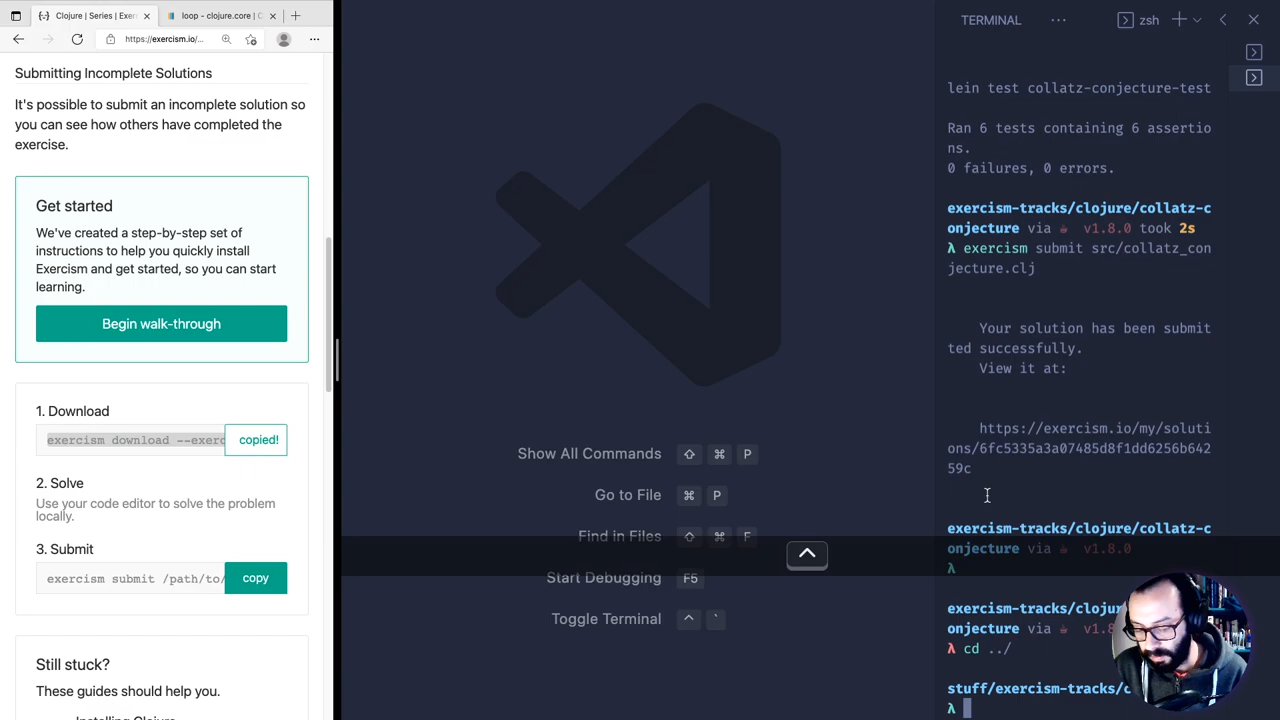 Clojure | Series | Exer
loop - clojure.core | C
https://exercism.io/...
Submitting Incomplete Solutions
It's possible to submit an incomplete solution so
you can see how others have completed the
exercise.
Get started
We've created a step-by-step set of
instructions to help you quickly install
Exercism and get started, so you can start
learning.
Begin walk-through
1. Download
exercism download --exerc
copied!
2. Solve
Use your code editor to solve the problem
locally.
3. Submit
exercism submit /path/to/
copy
Still stuck?
These guides should help you.
Installing Clojure
Show All Commands ⇧ ⌘ P
Go to File ⌘ P
Find in Files ⇧ ⌘ F
Start Debugging F5
Toggle Terminal ^ `
^
TERMINAL
zsh
lein test collatz-conjecture-test
Ran 6 tests containing 6 assertio
ns.
0 failures, 0 errors.
exercism-tracks/clojure/collatz-c
onjecture via ☕ v1.8.0 took 2s
λ exercism submit src/collatz_con
jecture.clj
Your solution has been submit
ted successfully.
View it at:
https://exercism.io/my/soluti
ons/6fc5335a3a07485d8f1dd6256b642
59c
exercism-tracks/clojure/collatz-c
onjecture via ☕ v1.8.0
λ
exercism-tracks/clojur
onjecture via ☕ v1.8
λ cd ../
stuff/exercism-tracks/c
λ